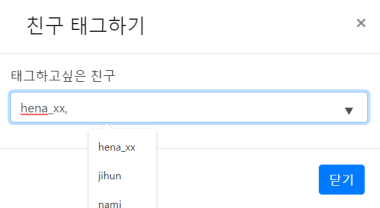 친구 태그하기
×
태그하고싶은 친구
hena_xx,
hena_xx
jihun
nami
닫기